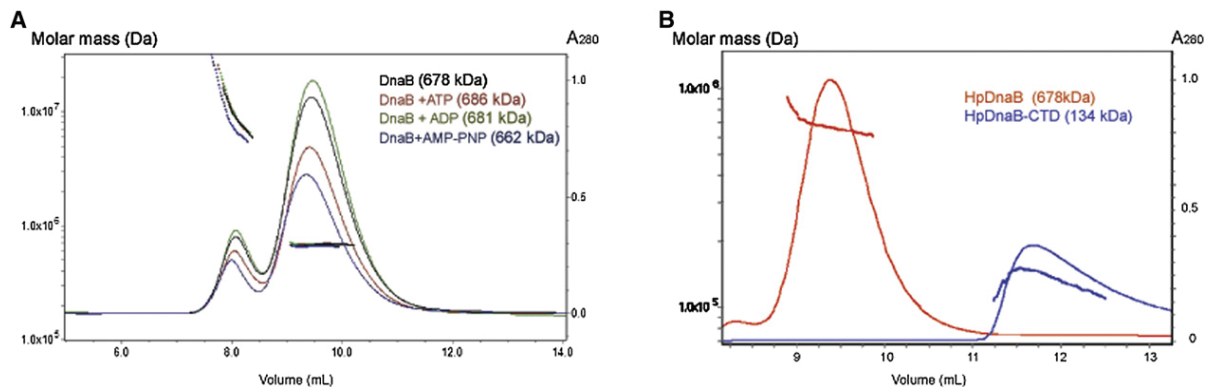 A
Molar mass (Da)
A280
1.0
DnaB (678 kDa)
DnaB +ATP (686 kDa)
DnaB + ADP (681 kDa)
DnaB+AMP-PNP (662 kDa)
1.0x10⁷
0.5
1.0x10⁶
0.0
1.0x10⁵
6.0 8.0 10.0 12.0 14.0
Volume (mL)
B
Molar mass (Da)
A280
1.0x10⁶
1.0
HpDnaB (678kDa)
HpDnaB-CTD (134 kDa)
0.5
1.0x10⁵
0
9 10 11 12 13
Volume (mL)